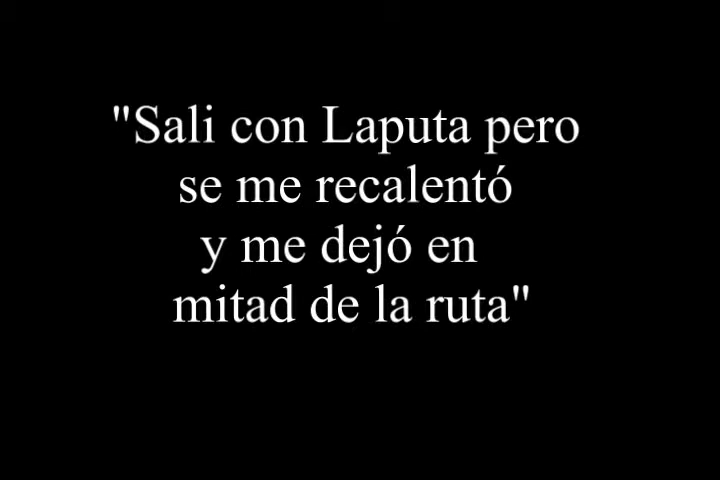 "Sali con Laputa pero
se me recalentó
y me dejó en
mitad de la ruta"